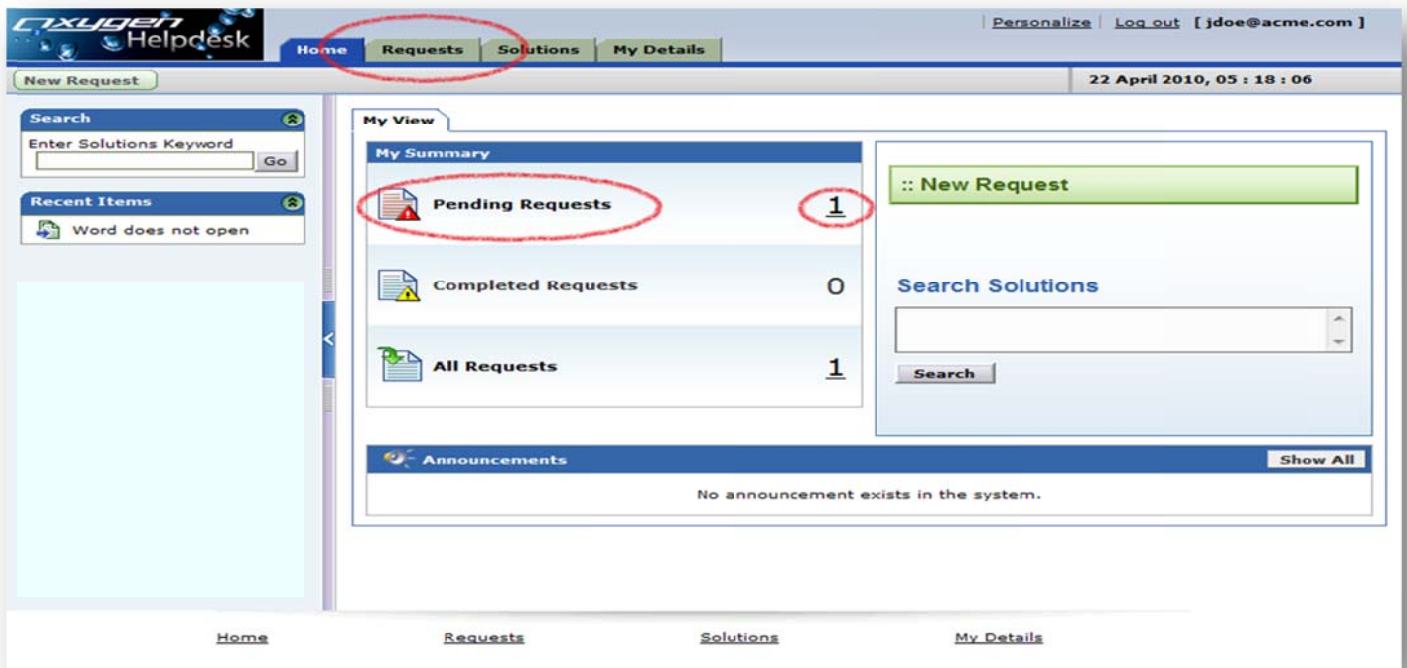 oxygen
Helpdesk
Personalize Log out [ jdoe@acme.com ]
Home Requests Solutions My Details
New Request
22 April 2010, 05 : 18 : 06
Search
Enter Solutions Keyword
Go
Recent Items
Word does not open
My View
My Summary
Pending Requests 1
Completed Requests 0
All Requests 1
:: New Request
Search Solutions
Search
Announcements Show All
No announcement exists in the system.
Home Requests Solutions My Details